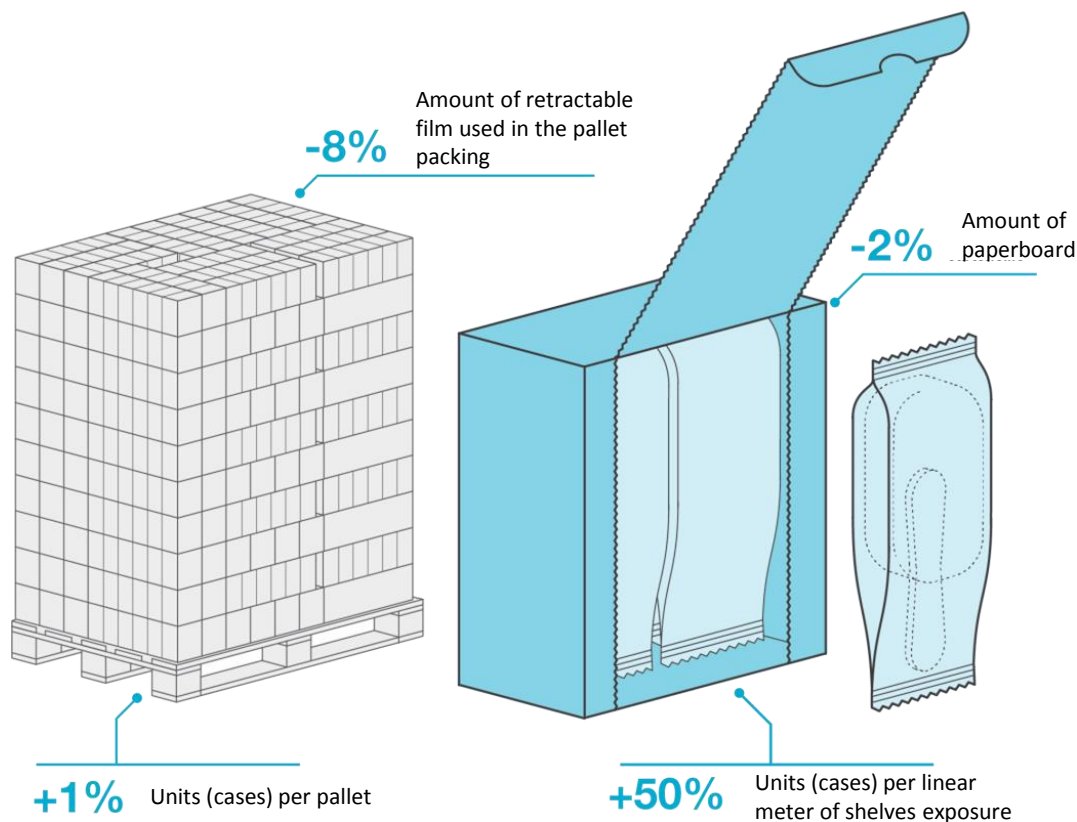 -8%
Amount of retractable
film used in the pallet
packing
-2%
Amount of
paperboard
+1%
Units (cases) per pallet
+50%
Units (cases) per linear
meter of shelves exposure